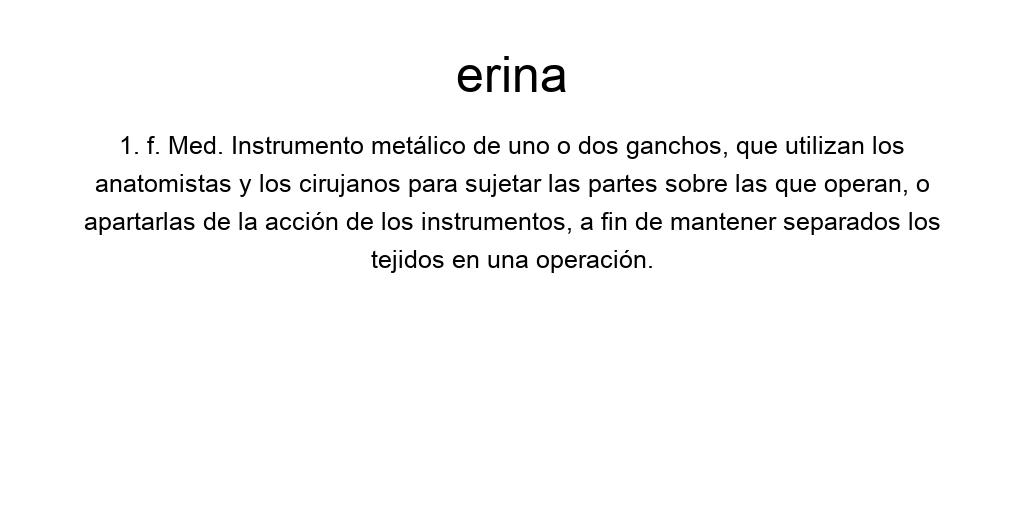 erina
1. f. Med. Instrumento metálico de uno o dos ganchos, que utilizan los
anatomistas y los cirujanos para sujetar las partes sobre las que operan, o
apartarlas de la acción de los instrumentos, a fin de mantener separados los
tejidos en una operación.